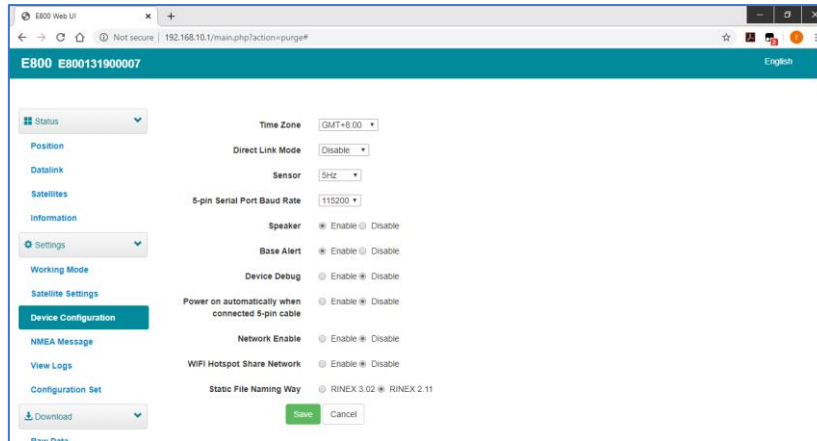 E800 Web UI
Not secure | 192.168.10.1/main.php?action=purge#
E800 E800131900007
English
Status
Position
Datalink
Satellites
Information
Settings
Working Mode
Satellite Settings
Device Configuration
NMEA Message
View Logs
Configuration Set
Download
Raw Data
Time Zone GMT+8:00
Direct Link Mode Disable
Sensor 5Hz
5-pin Serial Port Baud Rate 115200
Speaker Enable Disable
Base Alert Enable Disable
Device Debug Enable Disable
Power on automatically when
connected 5-pin cable Enable Disable
Network Enable Enable Disable
WIFI Hotspot Share Network Enable Disable
Static File Naming Way RINEX 3.02 RINEX 2.11
Save Cancel